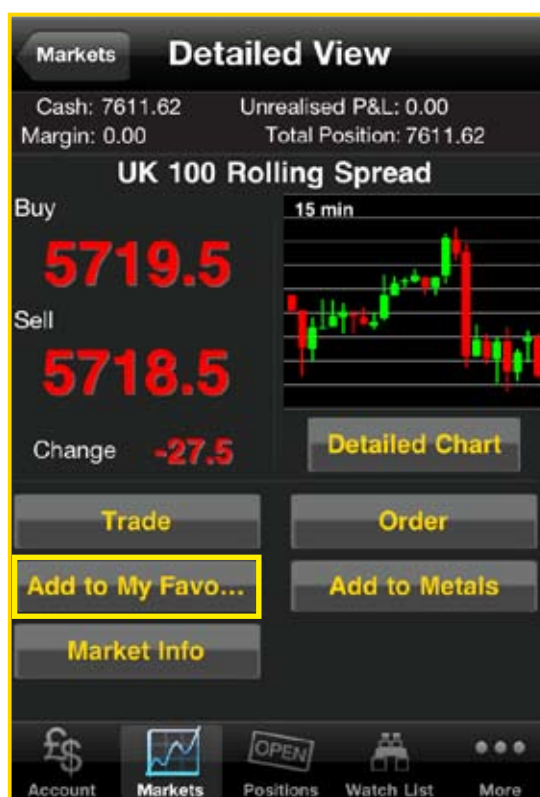 Markets
Detailed View
Cash: 7611.62 Unrealised P&L: 0.00
Margin: 0.00 Total Position: 7611.62
UK 100 Rolling Spread
Buy
15 min
5719.5
Sell
5718.5
Change -27.5
Detailed Chart
Trade
Order
Add to My Favo...
Add to Metals
Market Info
£$
OPEN
Account
Markets
Positions
Watch List
More